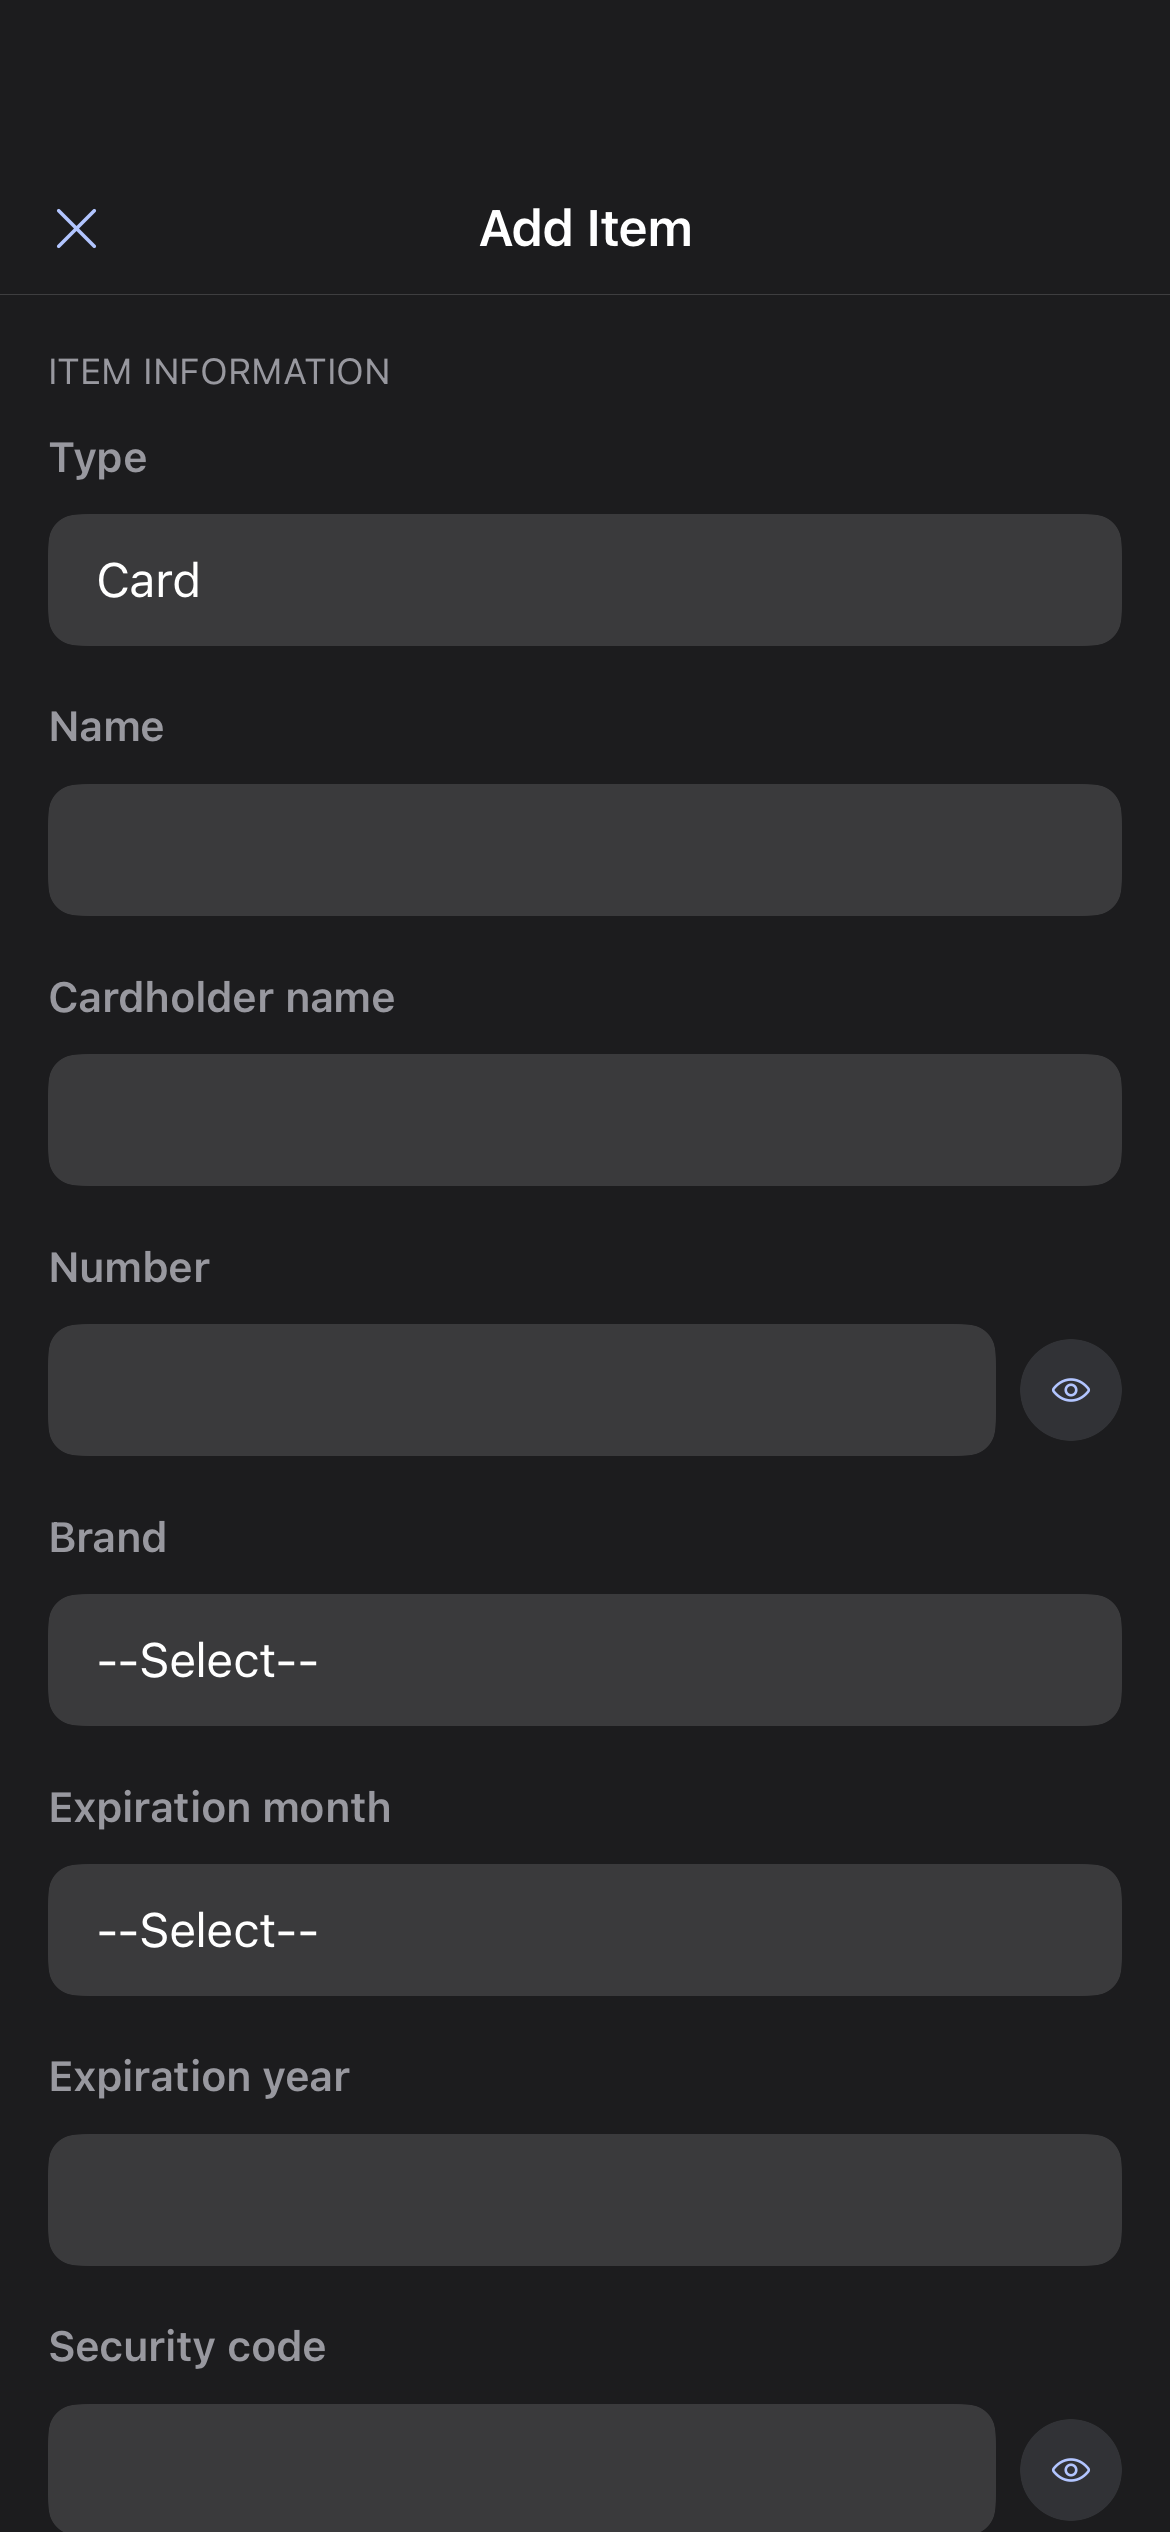 Add Item
ITEM INFORMATION
Type
Card
Name
Cardholder name
Number
Brand
--Select--
Expiration month
--Select--
Expiration year
Security code